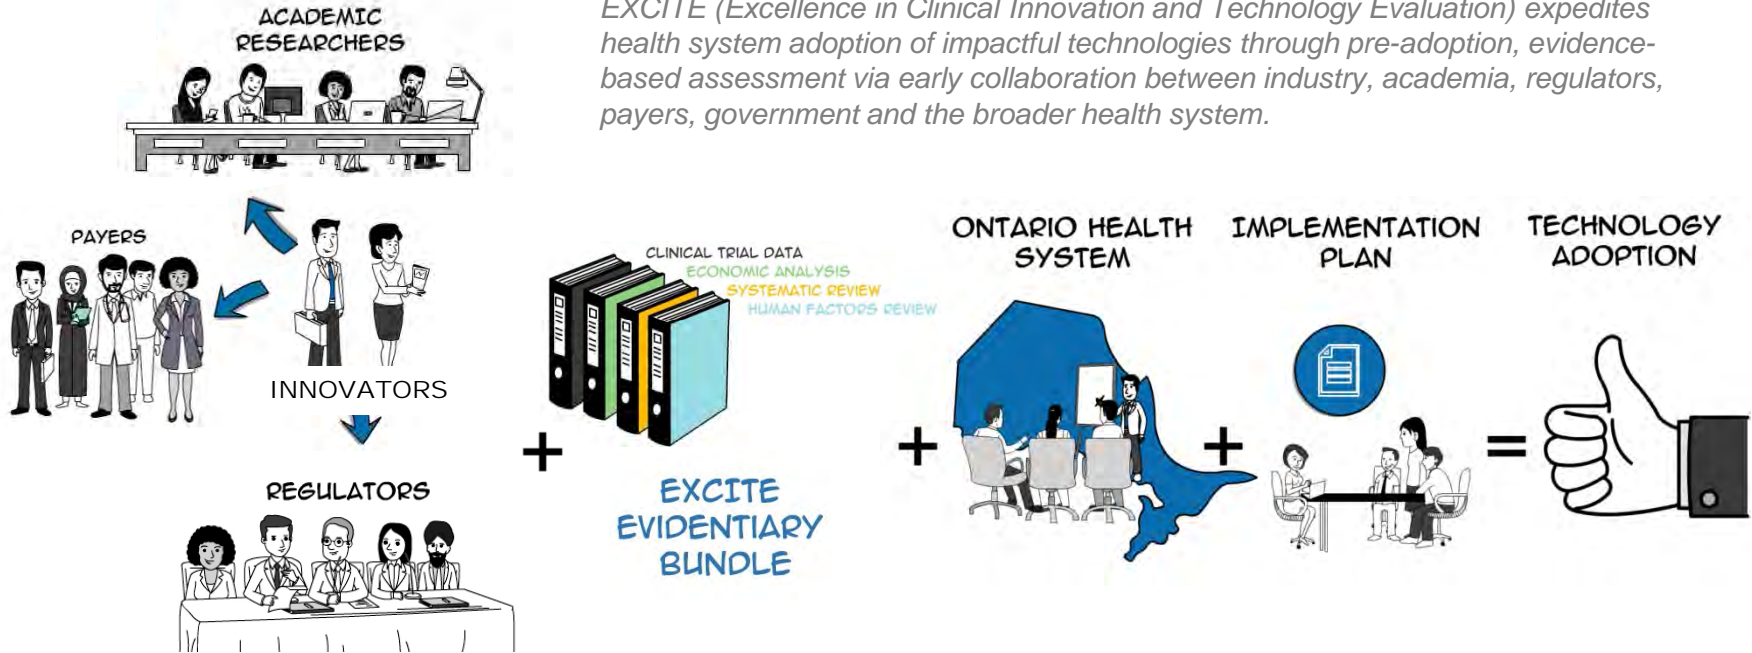 ACADEMIC
RESEARCHERS
EXCITE (Excellence in Clinical Innovation and Technology Evaluation) expedites
health system adoption of impactful technologies through pre-adoption, evidence-
based assessment via early collaboration between industry, academia, regulators,
payers, government and the broader health system.
PAYERS
INNOVATORS
REGULATORS
+
CLINICAL TRIAL DATA
ECONOMIC ANALYSIS
SYSTEMATIC REVIEW
HUMAN FACTORS REVIEW
EXCITE
EVIDENTIARY
BUNDLE
+
ONTARIO HEALTH
SYSTEM
+
IMPLEMENTATION
PLAN
=
TECHNOLOGY
ADOPTION